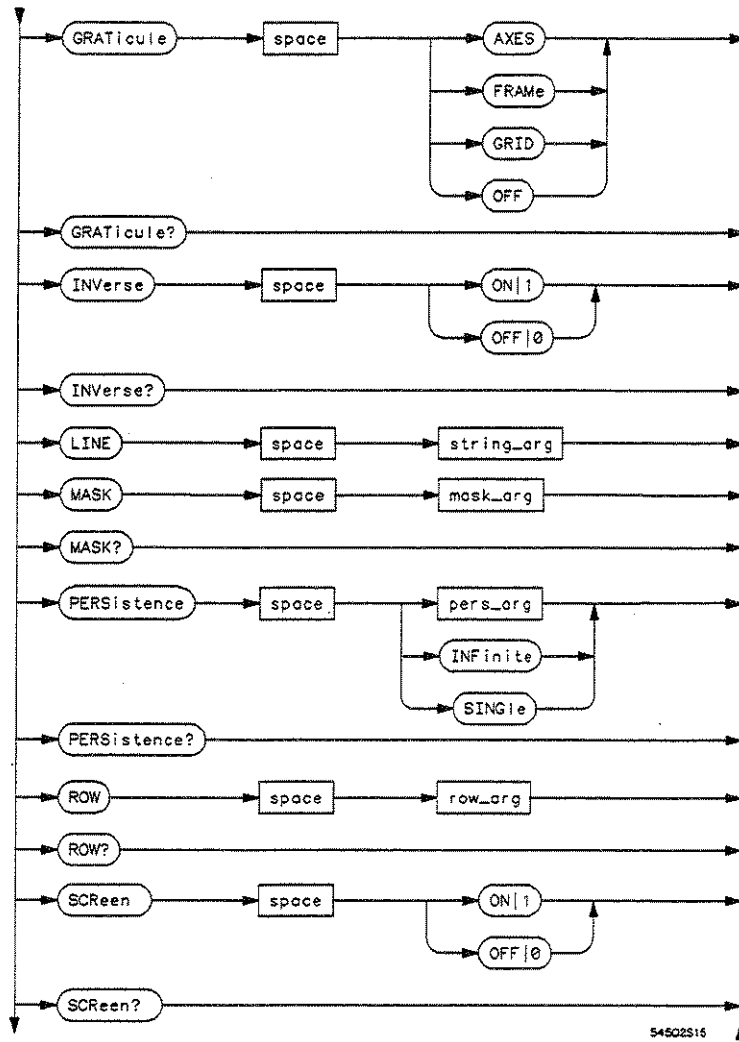 GRATicule space AXES
FRAMe
GRID
OFF
GRATicule?
INVerse space ON|1
OFF|0
INVerse?
LINE space string_arg
MASK space mask_arg
MASK?
PERSistence space pers_arg
INFinite
SINGle
PERSistence?
ROW space row_arg
ROW?
SCReen space ON|1
OFF|0
SCReen?
54502S15